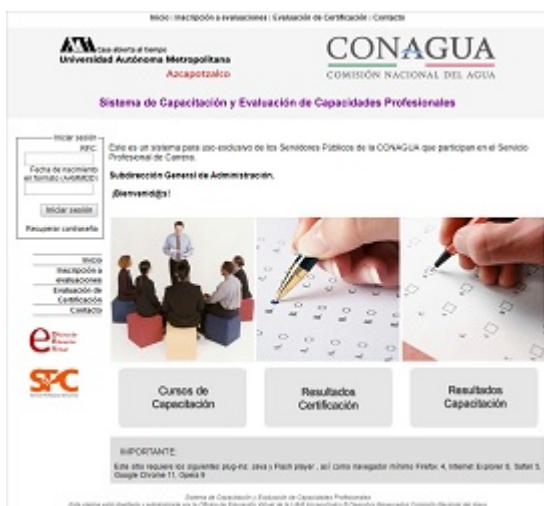 Inicio | Inscripción a evaluaciones | Evaluación de Certificación | Contacto
Casa abierta al tiempo
Universidad Autónoma Metropolitana
Azcapotzalco
CONAGUA
COMISIÓN NACIONAL DEL AGUA
Sistema de Capacitación y Evaluación de Capacidades Profesionales
Iniciar sesión
RFC:
Fecha de nacimiento
en formato (AAMMDD)
Iniciar sesión
Recuperar contraseña
Este es un sistema para uso exclusivo de los Servidores Públicos de la CONAGUA que participan en el Servicio
Profesional de Carrera.
Subdirección General de Administración.
¡Bienvenid@s!
Inicio
Inscripción a
evaluaciones
Evaluación de
Certificación
Contacto
SPC
Cursos de
Capacitación
Resultados
Certificación
Resultados
Capacitación
IMPORTANTE:
Este sitio requiere los siguientes plug-ins: Java y Flash player , así como navegador mínimo Firefox 4, Internet Explorer 8, Safari 5,
Google Chrome 11, Opera 9
Sistema de Capacitación y Evaluación de Capacidades Profesionales